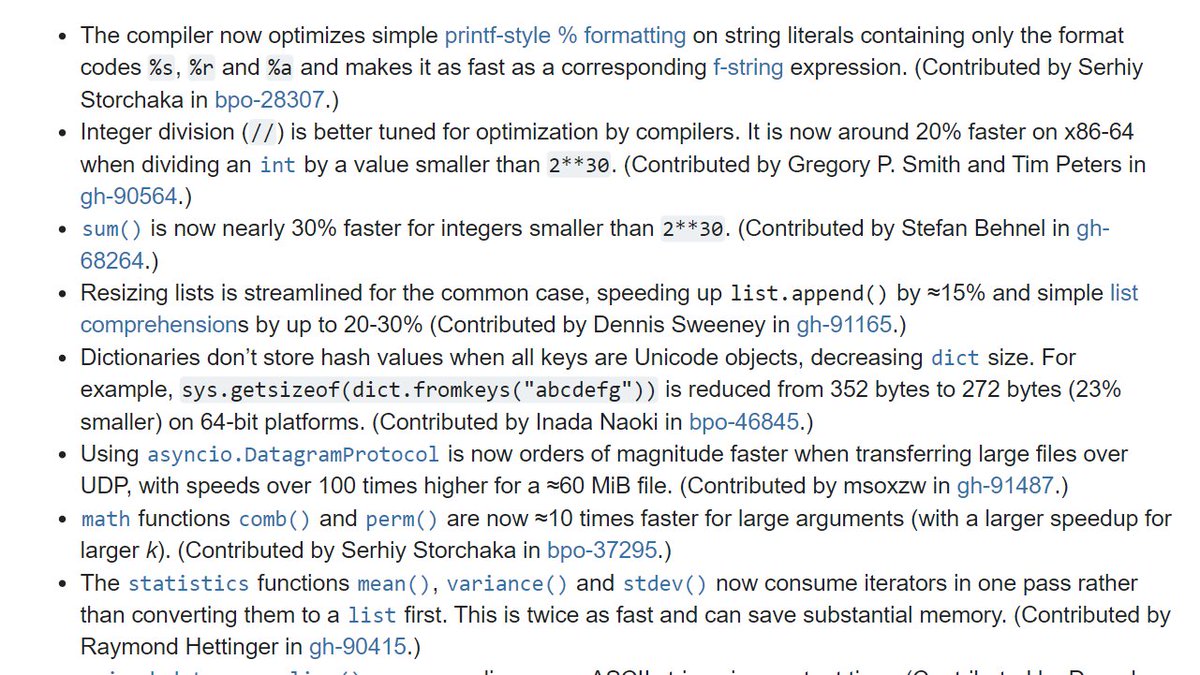 The compiler now optimizes simple printf-style % formatting on string literals containing only the format
codes %s, %r and %a and makes it as fast as a corresponding f-string expression. (Contributed by Serhiy
Storchaka in bpo-28307.)
Integer division (//) is better tuned for optimization by compilers. It is now around 20% faster on x86-64
when dividing an int by a value smaller than 2**30. (Contributed by Gregory P. Smith and Tim Peters in
gh-90564.)
sum() is now nearly 30% faster for integers smaller than 2**30. (Contributed by Stefan Behnel in gh-
68264.)
Resizing lists is streamlined for the common case, speeding up list.append() by ≈15% and simple list
comprehensions by up to 20-30% (Contributed by Dennis Sweeney in gh-91165.)
Dictionaries don’t store hash values when all keys are Unicode objects, decreasing dict size. For
example, sys.getsizeof(dict.fromkeys("abcdefg")) is reduced from 352 bytes to 272 bytes (23%
smaller) on 64-bit platforms. (Contributed by Inada Naoki in bpo-46845.)
Using asyncio.DatagramProtocol is now orders of magnitude faster when transferring large files over
UDP, with speeds over 100 times higher for a ≈60 MiB file. (Contributed by msoxzw in gh-91487.)
math functions comb() and perm() are now ≈10 times faster for large arguments (with a larger speedup for
larger k). (Contributed by Serhiy Storchaka in bpo-37295.)
The statistics functions mean(), variance() and stdev() now consume iterators in one pass rather
than converting them to a list first. This is twice as fast and can save substantial memory. (Contributed by
Raymond Hettinger in gh-90415.)